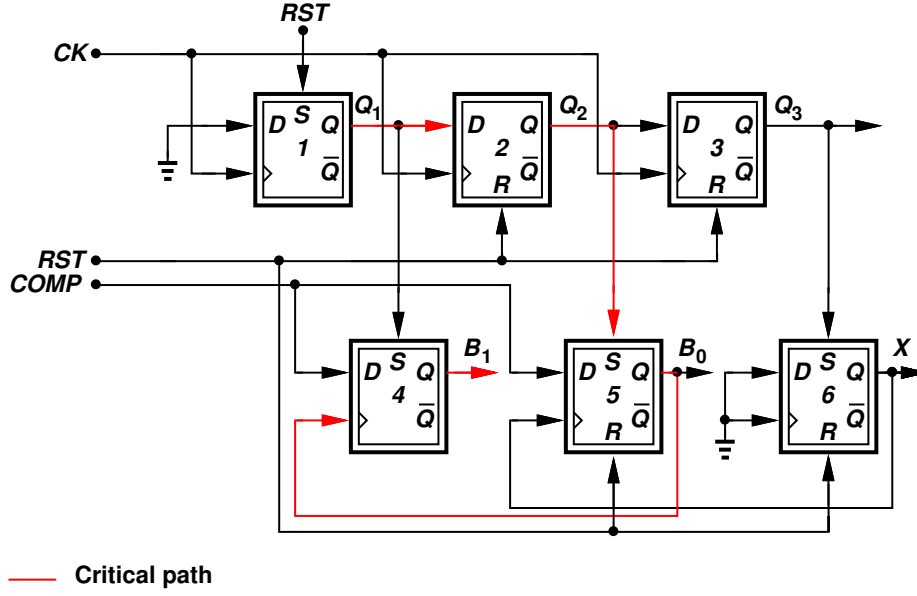 RST
CK
Q1 Q2 Q3
D S Q
1
Q̅
D Q
2
Q̅
R
D Q
3
Q̅
R
RST
COMP
B1 B0 X
D S Q
4
Q̅
D S Q
5
Q̅
R
D S Q
6
Q̅
R
Critical path